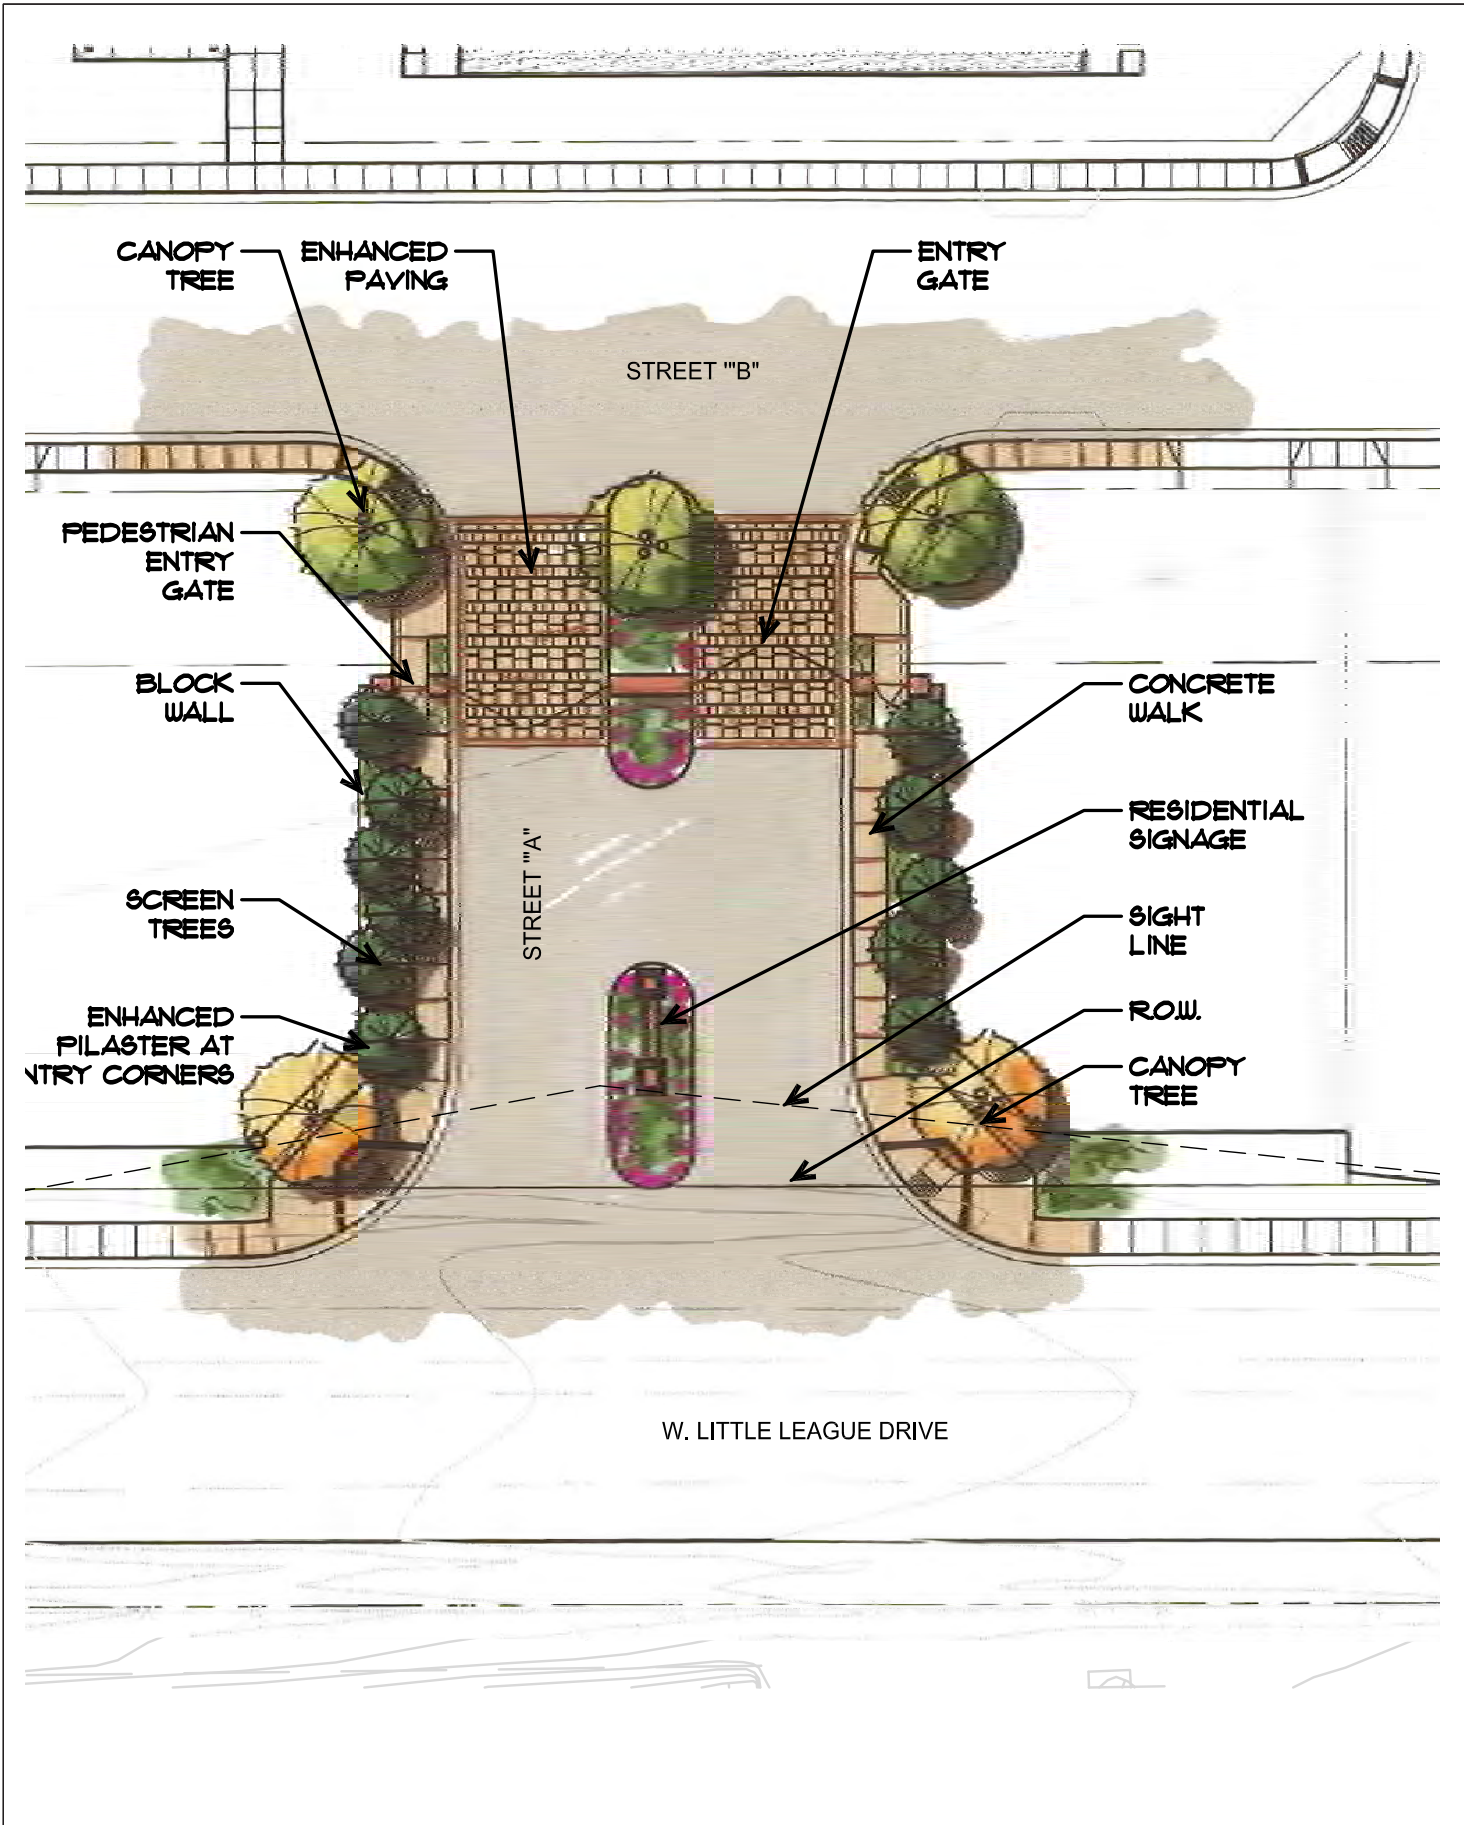 CANOPY
TREE
ENHANCED
PAVING
ENTRY
GATE
STREET '"B"
PEDESTRIAN
ENTRY
GATE
BLOCK
WALL
CONCRETE
WALK
RESIDENTIAL
SIGNAGE
STREET '"A"
SCREEN
TREES
SIGHT
LINE
ENHANCED
PILASTER AT
NTRY CORNERS
R.O.W.
CANOPY
TREE
W. LITTLE LEAGUE DRIVE